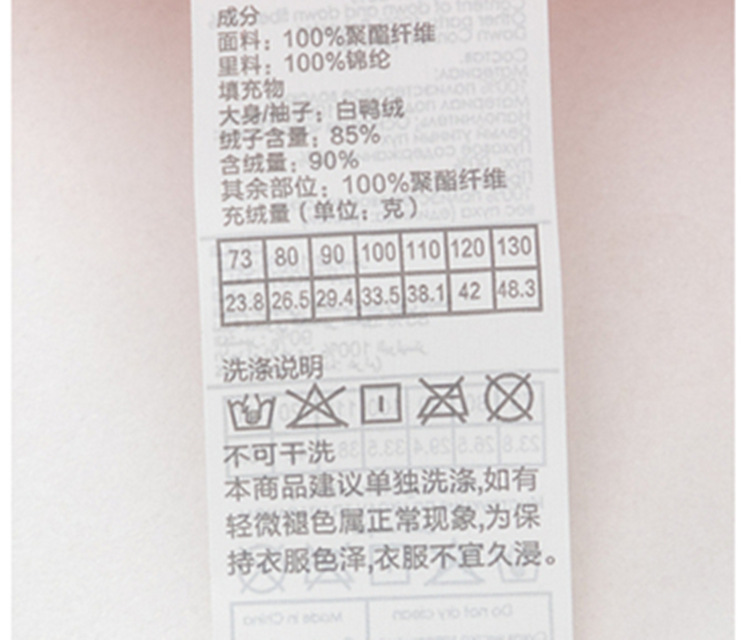 成分
面料：100%聚酯纤维
里料：100%锦纶
填充物
大身/袖子：白鸭绒
绒子含量：85%
含绒量：90%
其余部位：100%聚酯纤维
充绒量（单位：克）
73 80 90 100 110 120 130
23.8 26.5 29.4 33.5 38.1 42 48.3
洗涤说明
不可干洗
本商品建议单独洗涤,如有
轻微褪色属正常现象,为保
持衣服色泽,衣服不宜久浸。